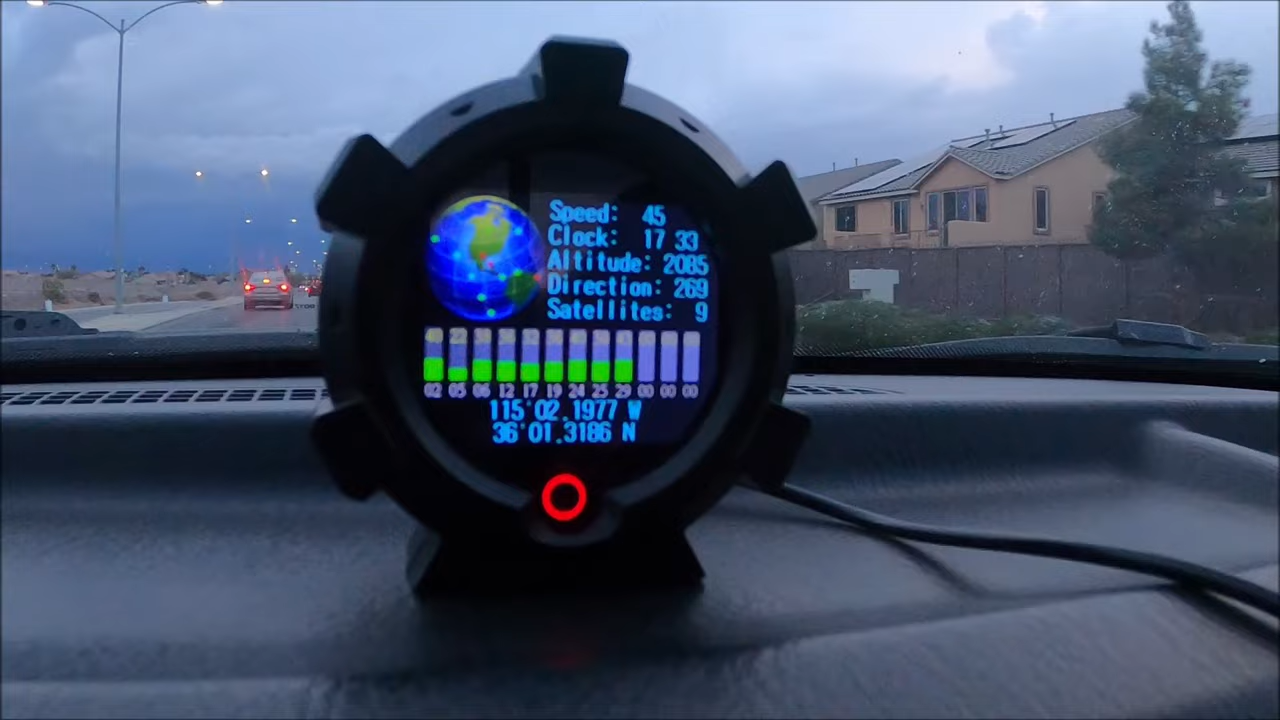 Speed: 45
Clock: 17 33
Altitude: 2085
Direction: 269
Satellites: 9
02 05 06 12 17 19 24 25 29 00 00 00
115°02.1977 W
36°01.3186 N